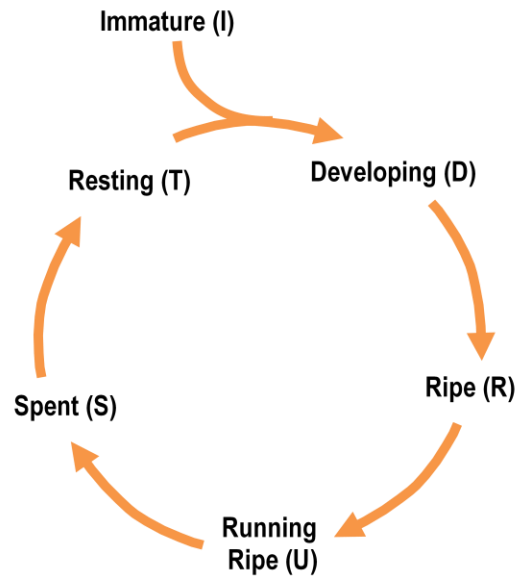 Immature (I)
Developing (D)
Resting (T)
Ripe (R)
Spent (S)
Running
Ripe (U)